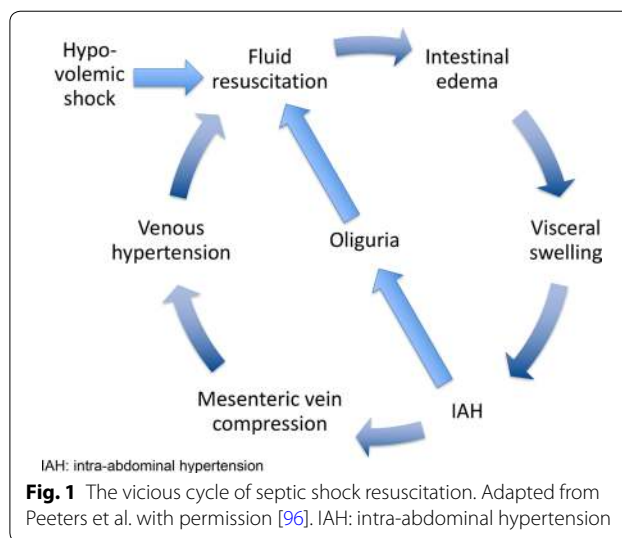 Hypo-
volemic
shock
Fluid
resuscitation
Intestinal
edema
Venous
hypertension
Oliguria
Visceral
swelling
Mesenteric vein
compression
IAH
IAH: intra-abdominal hypertension
Fig. 1 The vicious cycle of septic shock resuscitation. Adapted from
Peeters et al. with permission [96]. IAH: intra-abdominal hypertension